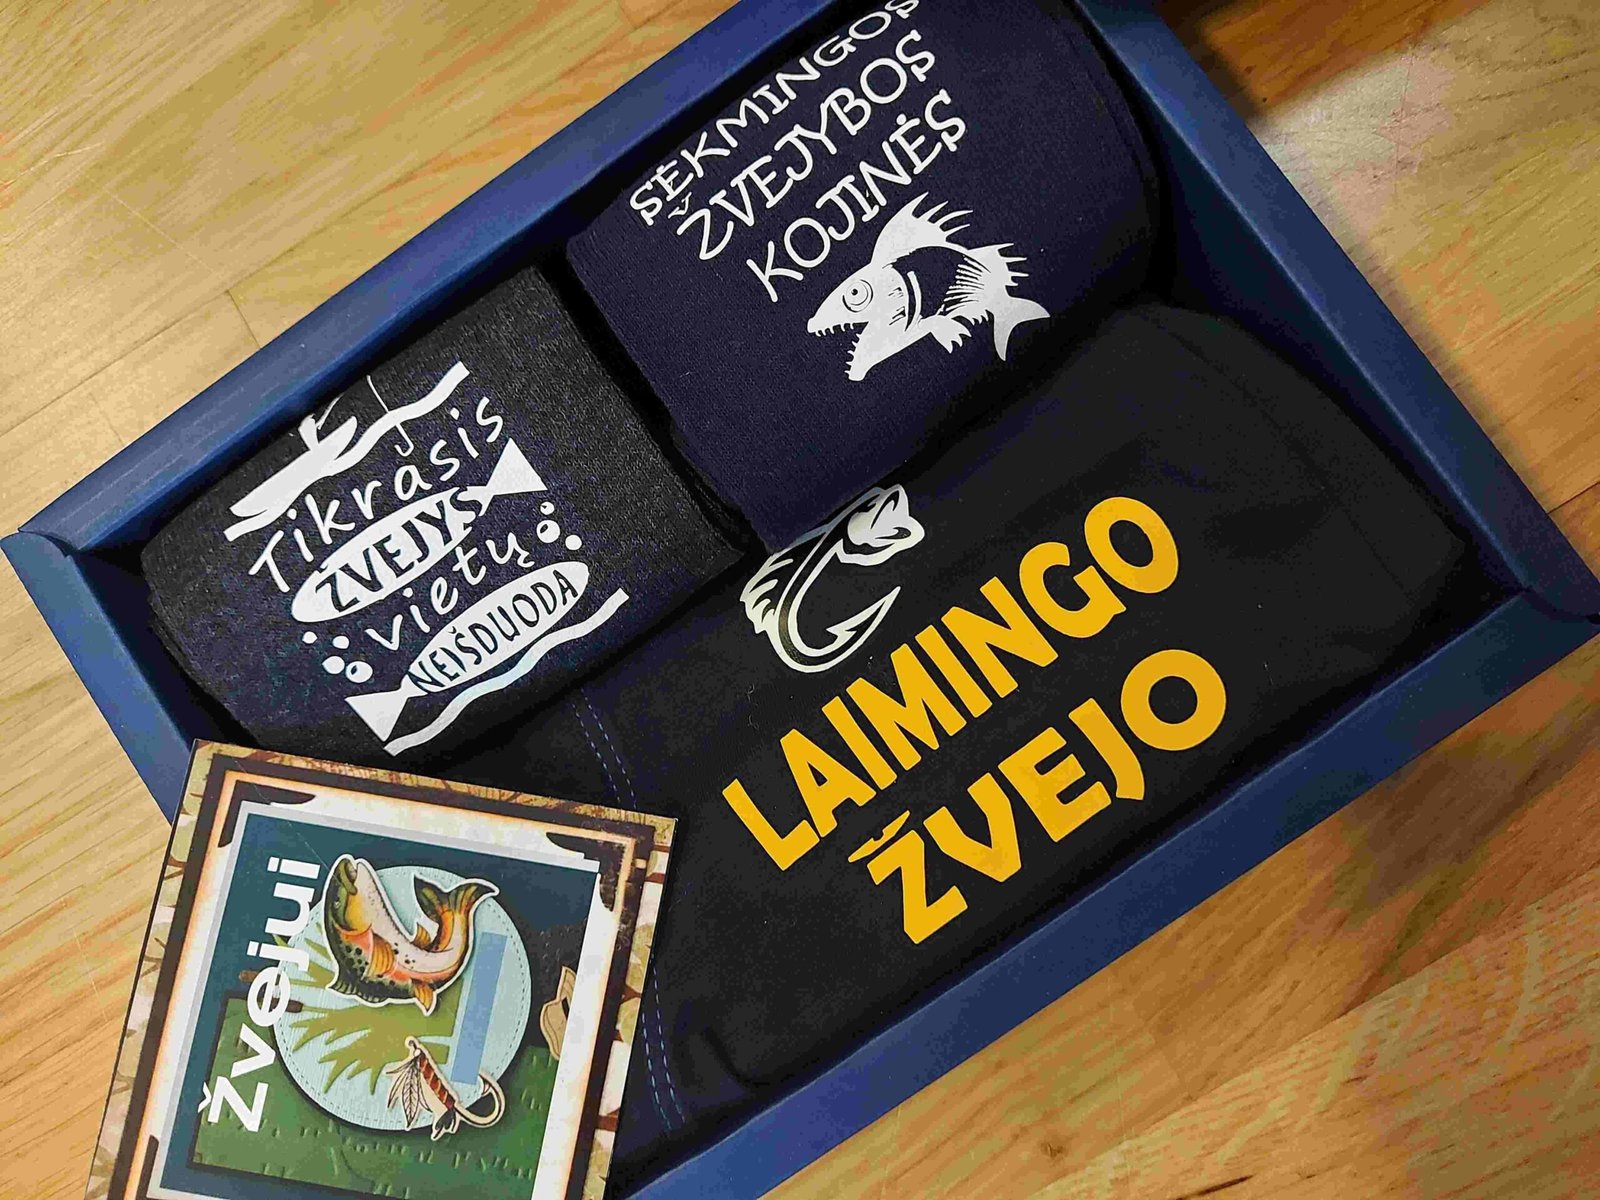 SĖKMINGOS
ŽVEJYBOS
KOJINĖS
Tikrasis
ŽVEJYS
vietų
NEIŠDUODA
LAIMINGO
ŽVEJO
Žvejui